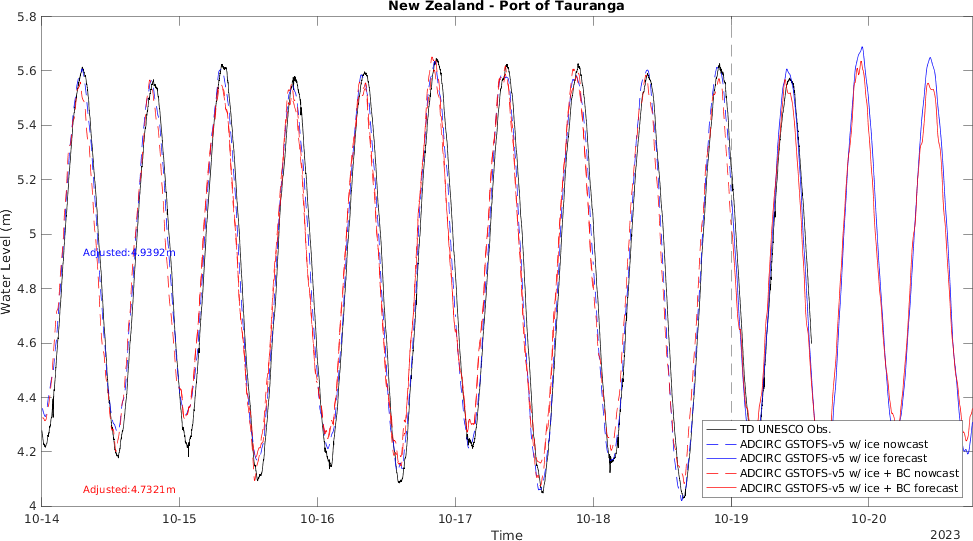 New Zealand - Port of Tauranga
5.8
5.6
5.4
5.2
5
4.8
4.6
4.4
4.2
4
Water Level (m)
Adjusted:4.9392m
Adjusted:4.7321m
TD UNESCO Obs.
ADCIRC GSTOFS-v5 w/ ice nowcast
ADCIRC GSTOFS-v5 w/ ice forecast
ADCIRC GSTOFS-v5 w/ ice + BC nowcast
ADCIRC GSTOFS-v5 w/ ice + BC forecast
10-14 10-15 10-16 10-17 10-18 10-19 10-20
Time
2023